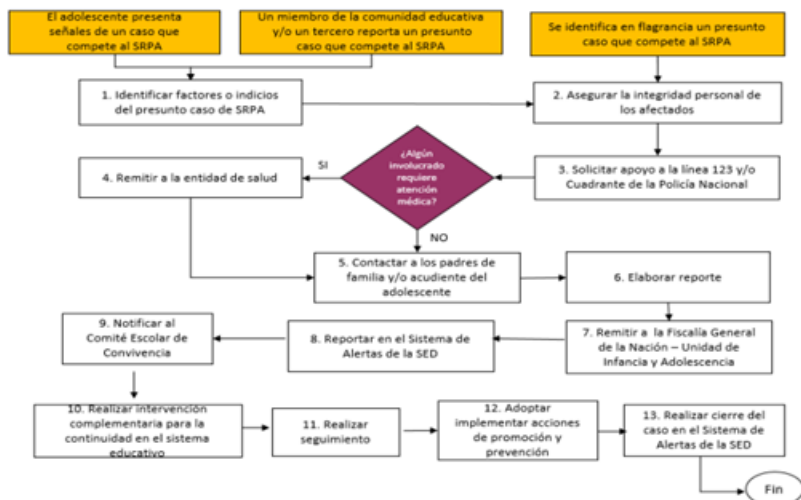 El adolescente presenta
señales de un caso que
compete al SRPA
Un miembro de la comunidad educativa
y/o un tercero reporta un presunto
caso que compete al SRPA
Se identifica en flagrancia un presunto
caso que compete al SRPA
1. Identificar factores o indicios
del presunto caso de SRPA
2. Asegurar la integridad personal de
los afectados
¿Algún
involucrado
requiere
atención
médica?
SI
NO
3. Solicitar apoyo a la línea 123 y/o
Cuadrante de la Policía Nacional
4. Remitir a la entidad de salud
5. Contactar a los padres de
familia y/o acudiente del
adolescente
6. Elaborar reporte
7. Remitir a la Fiscalía General
de la Nación – Unidad de
Infancia y Adolescencia
8. Reportar en el Sistema de
Alertas de la SED
9. Notificar al
Comité Escolar de
Convivencia
10. Realizar intervención
complementaria para la
continuidad en el sistema
educativo
11. Realizar
seguimiento
12. Adoptar
implementar acciones
de promoción y
prevención
13. Realizar cierre del
caso en el Sistema de
Alertas de la SED
Fin